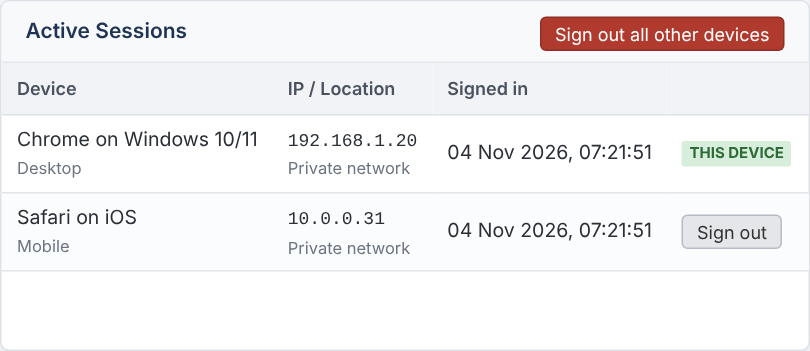 Active Sessions
Sign out all other devices
Device IP / Location Signed in
Chrome on Windows 10/11 192.168.1.20 04 Nov 2026, 07:21:51 THIS DEVICE
Desktop Private network
Safari on iOS 10.0.0.31 04 Nov 2026, 07:21:51 Sign out
Mobile Private network